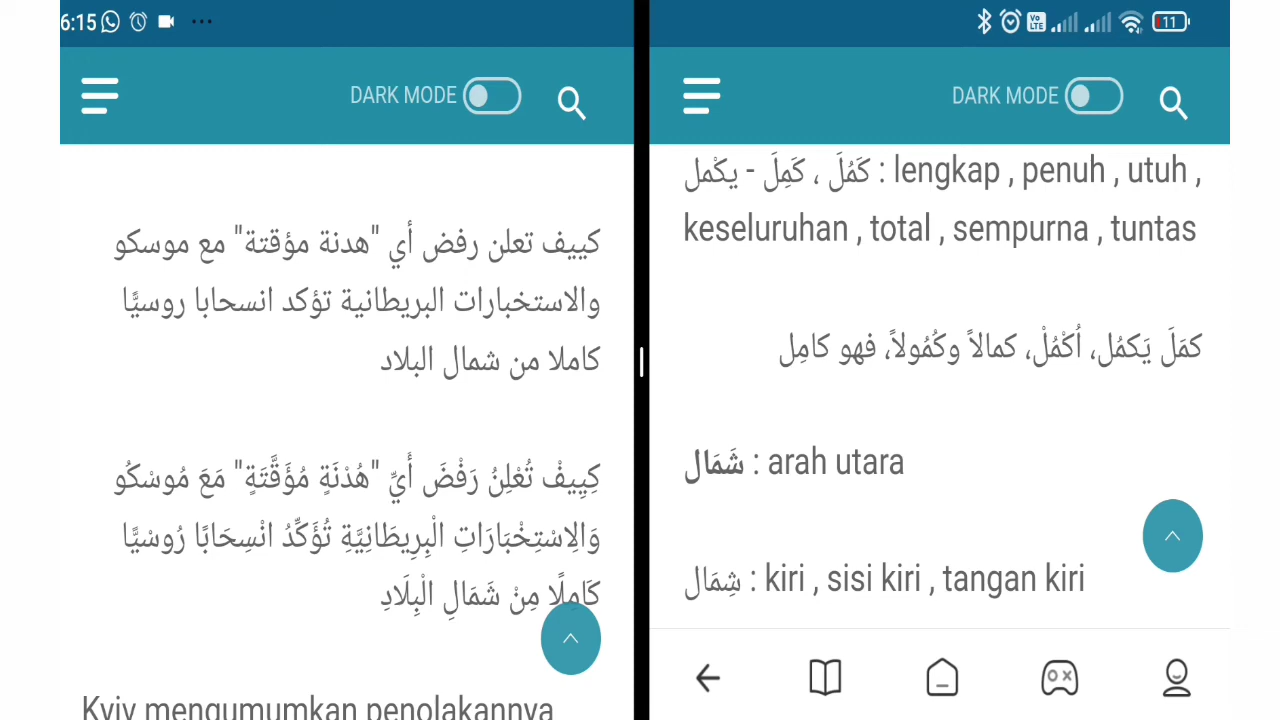 6:15
DARK MODE
كييف تعلن رفض أي "هدنة مؤقتة" مع موسكو
والاستخبارات البريطانية تؤكد انسحابا روسيًّا
كاملا من شمال البلاد
كِيِيفْ تُعْلِنُ رَفْضَ أَيِّ "هُدْنَةٍ مُؤَقَّتَةٍ" مَعَ مُوسْكُو
وَالِاسْتِخْبَارَاتِ الْبِرِيطَانِيَّةِ تُؤَكِّدُ انْسِحَابًا رُوسْيًّا
كَامِلًا مِنْ شَمَالِ الْبِلَادِ
Kyiv mengumumkan penolakannya
Vo
LTE
11
DARK MODE
كَمُلَ ، كَمِلَ - يكْمل : lengkap , penuh , utuh ,
keseluruhan , total , sempurna , tuntas
كمَلَ يَكمُل، اُكْمُلْ، كمالاً وكُمُولاً، فهو كامِل
شَمَال : arah utara
شِمَال : kiri , sisi kiri , tangan kiri